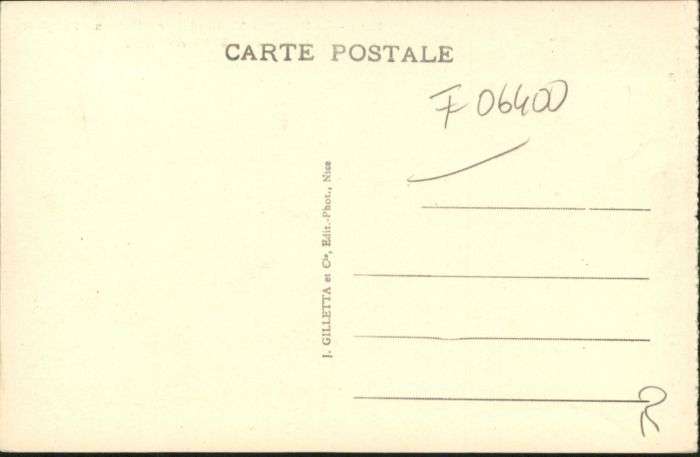 CARTE POSTALE
F 06400
J. GILLETTA et Cie, Edit.-Phot., Nice
R